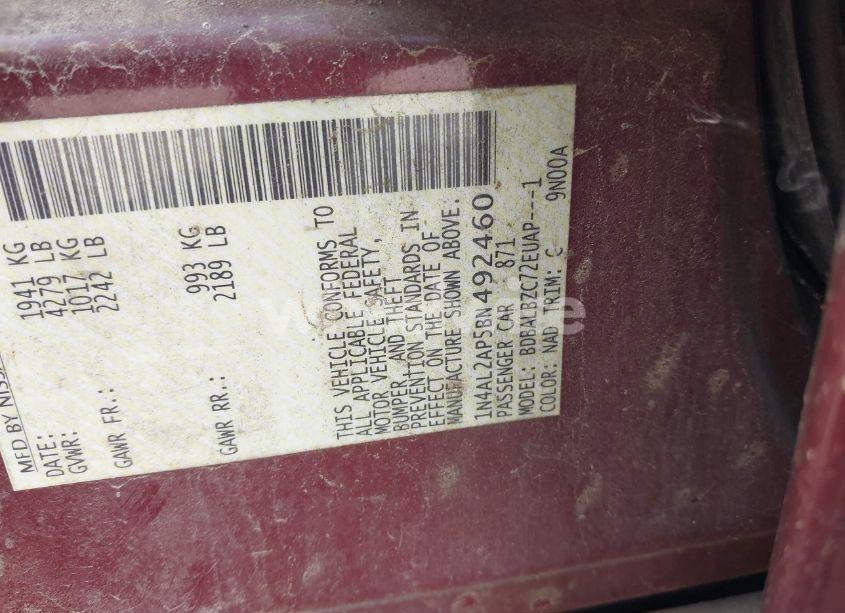 MFD BY NISS
DATE:
GVWR: 1941 KG
4279 LB
GAWR FR.: 1017 KG
2242 LB
GAWR RR.: 993 KG
2189 LB
THIS VEHICLE CONFORMS TO
ALL APPLICABLE FEDERAL
MOTOR VEHICLE SAFETY,
BUMPER, AND THEFT
PREVENTION STANDARDS IN
EFFECT ON THE DATE OF
MANUFACTURE SHOWN ABOVE.
1N4AL2AP5BN492460
PASSENGER CAR 871
MODEL: BDBALBZC72EUAP---1
COLOR: NAD TRIM: C 9N00A